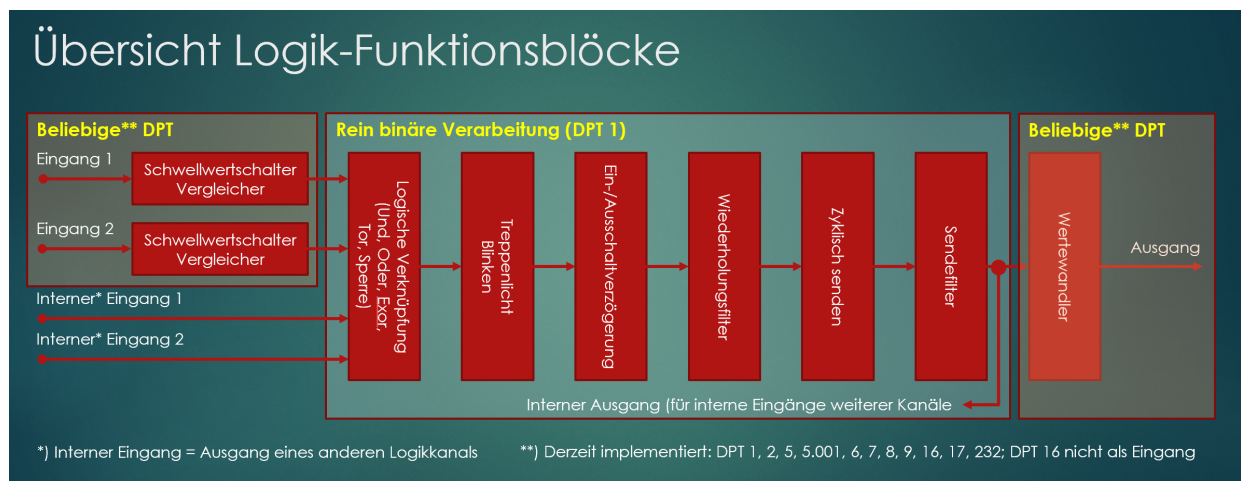 Übersicht Logik-Funktionsblöcke
Beliebige** DPT
Eingang 1
Schwellwertschalter
Vergleicher
Eingang 2
Schwellwertschalter
Vergleicher
Interner* Eingang 1
Interner* Eingang 2
Rein binäre Verarbeitung (DPT 1)
Logische Verknüpfung
(Und, Oder, Exor,
Tor, Sperre)
Treppenlicht
Blinken
Ein-/Ausschaltverzögerung
Wiederholungsfilter
Zyklisch senden
Sendefilter
Interner Ausgang (für interne Eingänge weiterer Kanäle
Beliebige** DPT
Wertewandler
Ausgang
*) Interner Eingang = Ausgang eines anderen Logikkanals
**) Derzeit implementiert: DPT 1, 2, 5, 5.001, 6, 7, 8, 9, 16, 17, 232; DPT 16 nicht als Eingang